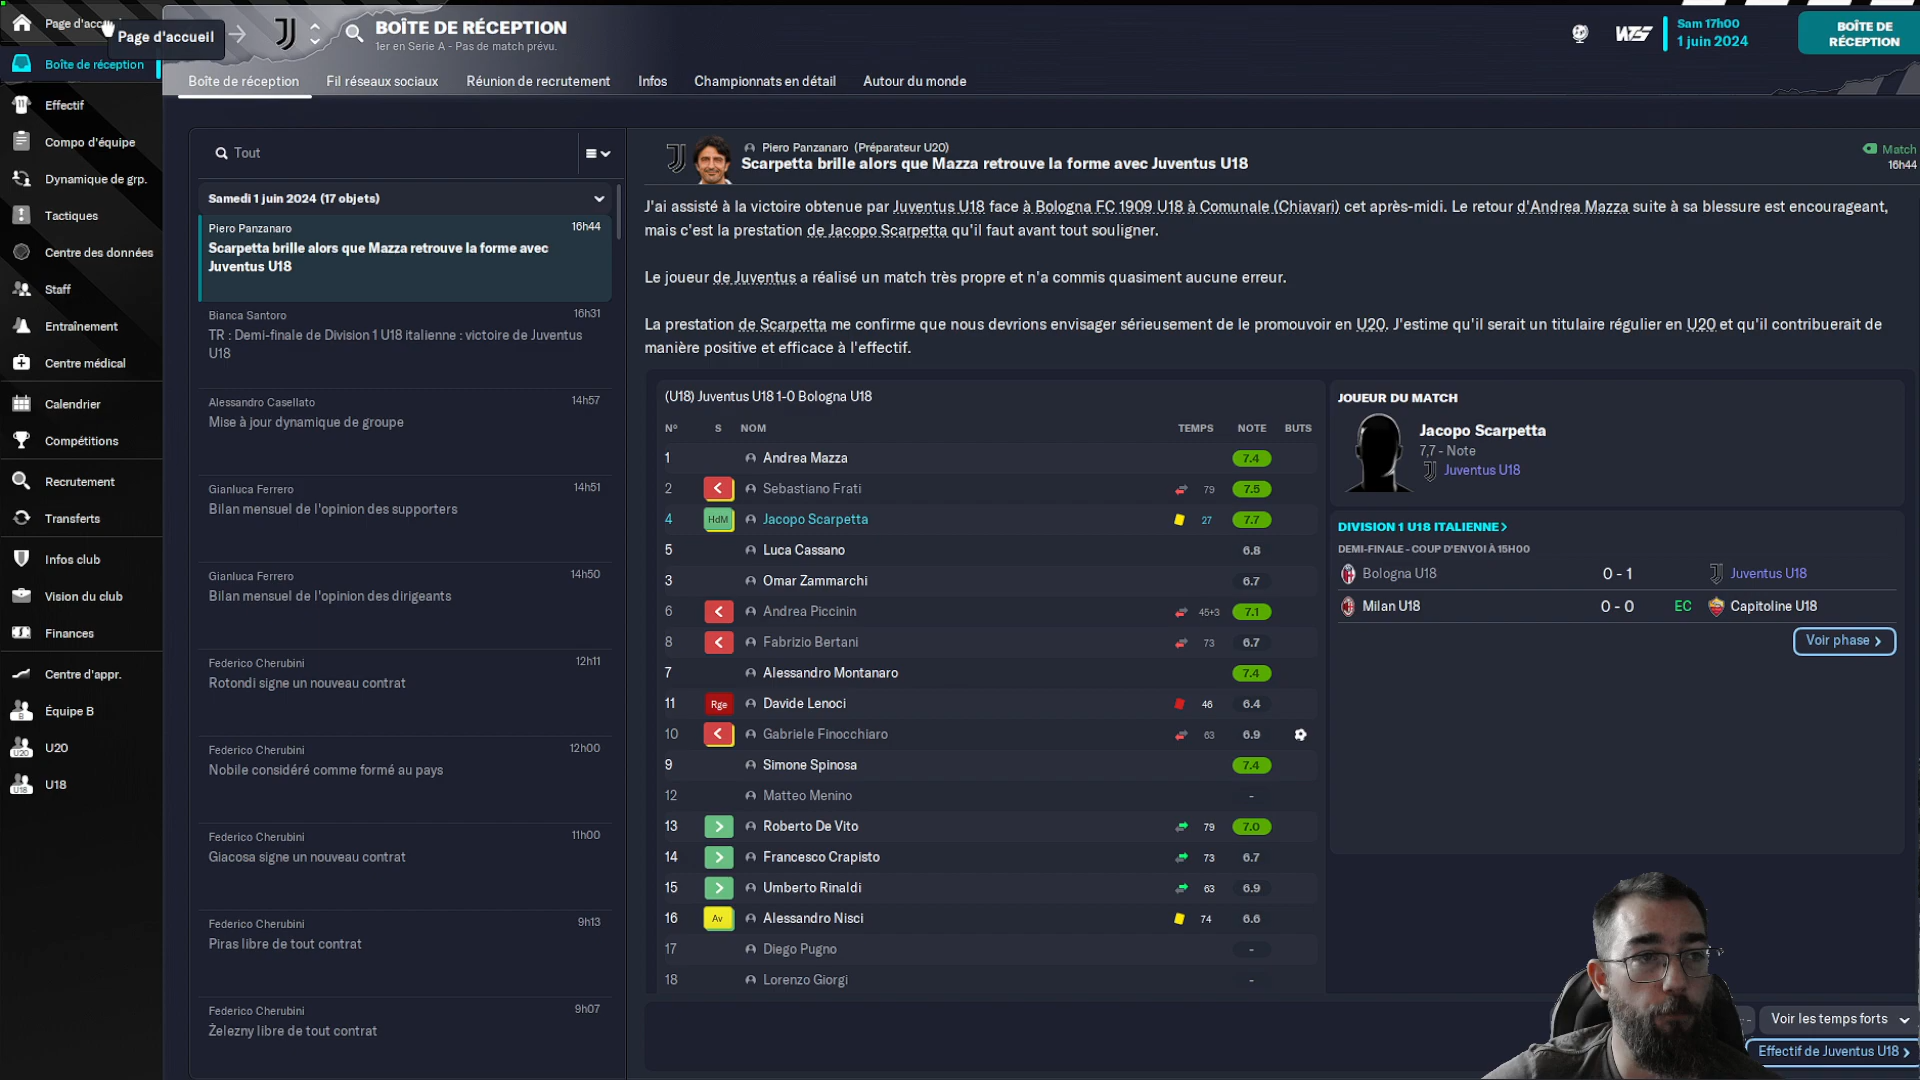 Page d'accu
Page d'accueil
BOÎTE DE RÉCEPTION
1er en Serie A - Pas de match prévu.
Sam 17h00
1 juin 2024
BOÎTE DE
RÉCEPTION
Boîte de réception
Boîte de réception
Fil réseaux sociaux
Réunion de recrutement
Infos
Championnats en détail
Autour du monde
Effectif
Compo d'équipe
Dynamique de grp.
Tactiques
Centre des données
Staff
Entraînement
Centre médical
Calendrier
Compétitions
Recrutement
Transferts
Infos club
Vision du club
Finances
Centre d'appr.
Équipe B
U20
U18
Tout
Samedi 1 juin 2024 (17 objets)
Piero Panzanaro 16h44
Scarpetta brille alors que Mazza retrouve la forme avec
Juventus U18
Bianca Santoro 16h31
TR : Demi-finale de Division 1 U18 italienne : victoire de Juventus
U18
Alessandro Casellato 14h57
Mise à jour dynamique de groupe
Gianluca Ferrero 14h51
Bilan mensuel de l'opinion des supporters
Gianluca Ferrero 14h50
Bilan mensuel de l'opinion des dirigeants
Federico Cherubini 12h11
Rotondi signe un nouveau contrat
Federico Cherubini 12h00
Nobile considéré comme formé au pays
Federico Cherubini 11h00
Giacosa signe un nouveau contrat
Federico Cherubini 9h13
Piras libre de tout contrat
Federico Cherubini 9h07
Železny libre de tout contrat
Piero Panzanaro (Préparateur U20)
Scarpetta brille alors que Mazza retrouve la forme avec Juventus U18
Match
16h44
J'ai assisté à la victoire obtenue par Juventus U18 face à Bologna FC 1909 U18 à Comunale (Chiavari) cet après-midi. Le retour d'Andrea Mazza suite à sa blessure est encourageant,
mais c'est la prestation de Jacopo Scarpetta qu'il faut avant tout souligner.
Le joueur de Juventus a réalisé un match très propre et n'a commis quasiment aucune erreur.
La prestation de Scarpetta me confirme que nous devrions envisager sérieusement de le promouvoir en U20. J'estime qu'il serait un titulaire régulier en U20 et qu'il contribuerait de
manière positive et efficace à l'effectif.
(U18) Juventus U18 1-0 Bologna U18
Nº S NOM TEMPS NOTE BUTS
1 Andrea Mazza 7.4
2 Sebastiano Frati 79 7.5
4 HdM Jacopo Scarpetta 27 7.7
5 Luca Cassano 6.8
3 Omar Zammarchi 6.7
6 Andrea Piccinin 45+3 7.1
8 Fabrizio Bertani 73 6.7
7 Alessandro Montanaro 7.4
11 Rge Davide Lenoci 46 6.4
10 Gabriele Finocchiaro 63 6.9
9 Simone Spinosa 7.4
12 Matteo Menino -
13 Roberto De Vito 79 7.0
14 Francesco Crapisto 73 6.7
15 Umberto Rinaldi 63 6.9
16 Av Alessandro Nisci 74 6.6
17 Diego Pugno -
18 Lorenzo Giorgi -
JOUEUR DU MATCH
Jacopo Scarpetta
7,7 - Note
Juventus U18
DIVISION 1 U18 ITALIENNE >
DEMI-FINALE - COUP D'ENVOI À 15H00
Bologna U18 0 - 1 Juventus U18
Milan U18 0 - 0 EC Capitoline U18
Voir phase >
Voir les temps forts
Effectif de Juventus U18 >